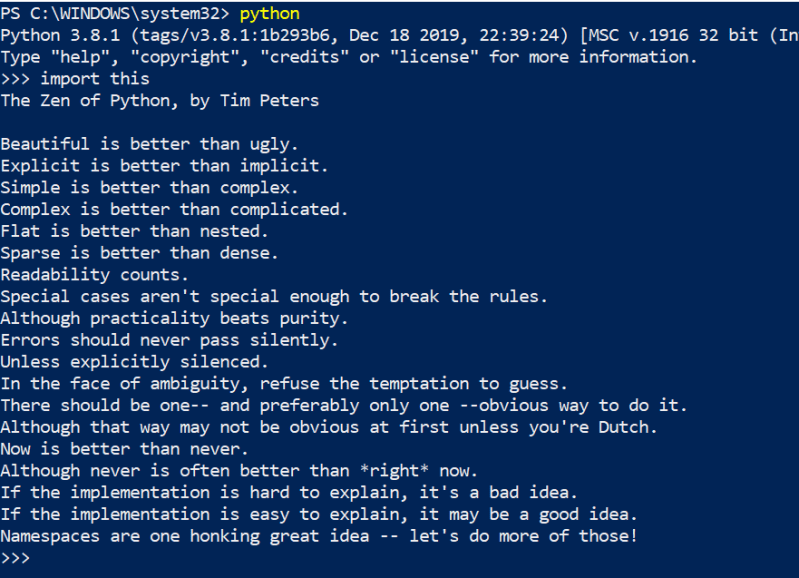 PS C:\WINDOWS\system32> python
Python 3.8.1 (tags/v3.8.1:1b293b6, Dec 18 2019, 22:39:24) [MSC v.1916 32 bit (In
Type "help", "copyright", "credits" or "license" for more information.
>>> import this
The Zen of Python, by Tim Peters

Beautiful is better than ugly.
Explicit is better than implicit.
Simple is better than complex.
Complex is better than complicated.
Flat is better than nested.
Sparse is better than dense.
Readability counts.
Special cases aren't special enough to break the rules.
Although practicality beats purity.
Errors should never pass silently.
Unless explicitly silenced.
In the face of ambiguity, refuse the temptation to guess.
There should be one-- and preferably only one --obvious way to do it.
Although that way may not be obvious at first unless you're Dutch.
Now is better than never.
Although never is often better than *right* now.
If the implementation is hard to explain, it's a bad idea.
If the implementation is easy to explain, it may be a good idea.
Namespaces are one honking great idea -- let's do more of those!
>>>